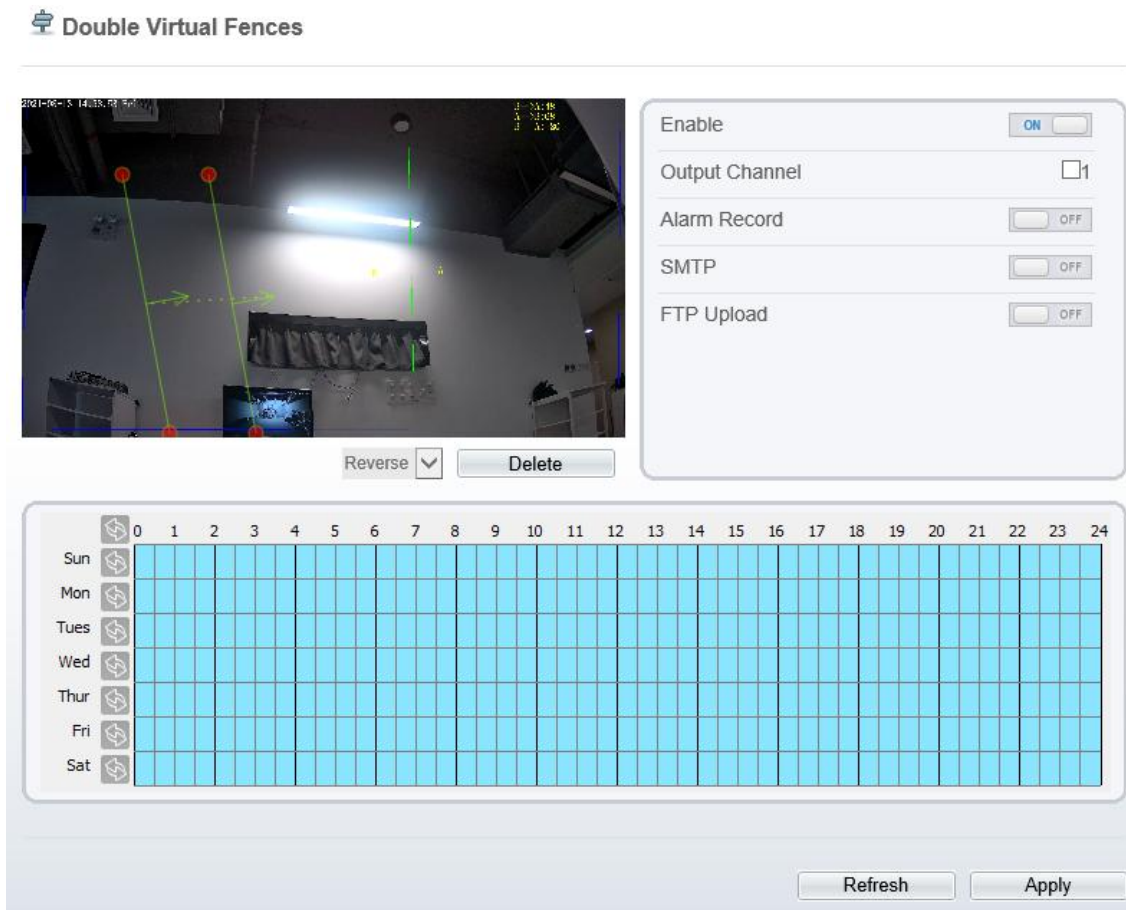 Double Virtual Fences
Enable ON
Output Channel 1
Alarm Record OFF
SMTP OFF
FTP Upload OFF
Reverse Delete
0 1 2 3 4 5 6 7 8 9 10 11 12 13 14 15 16 17 18 19 20 21 22 23 24
Sun
Mon
Tues
Wed
Thur
Fri
Sat
Refresh Apply